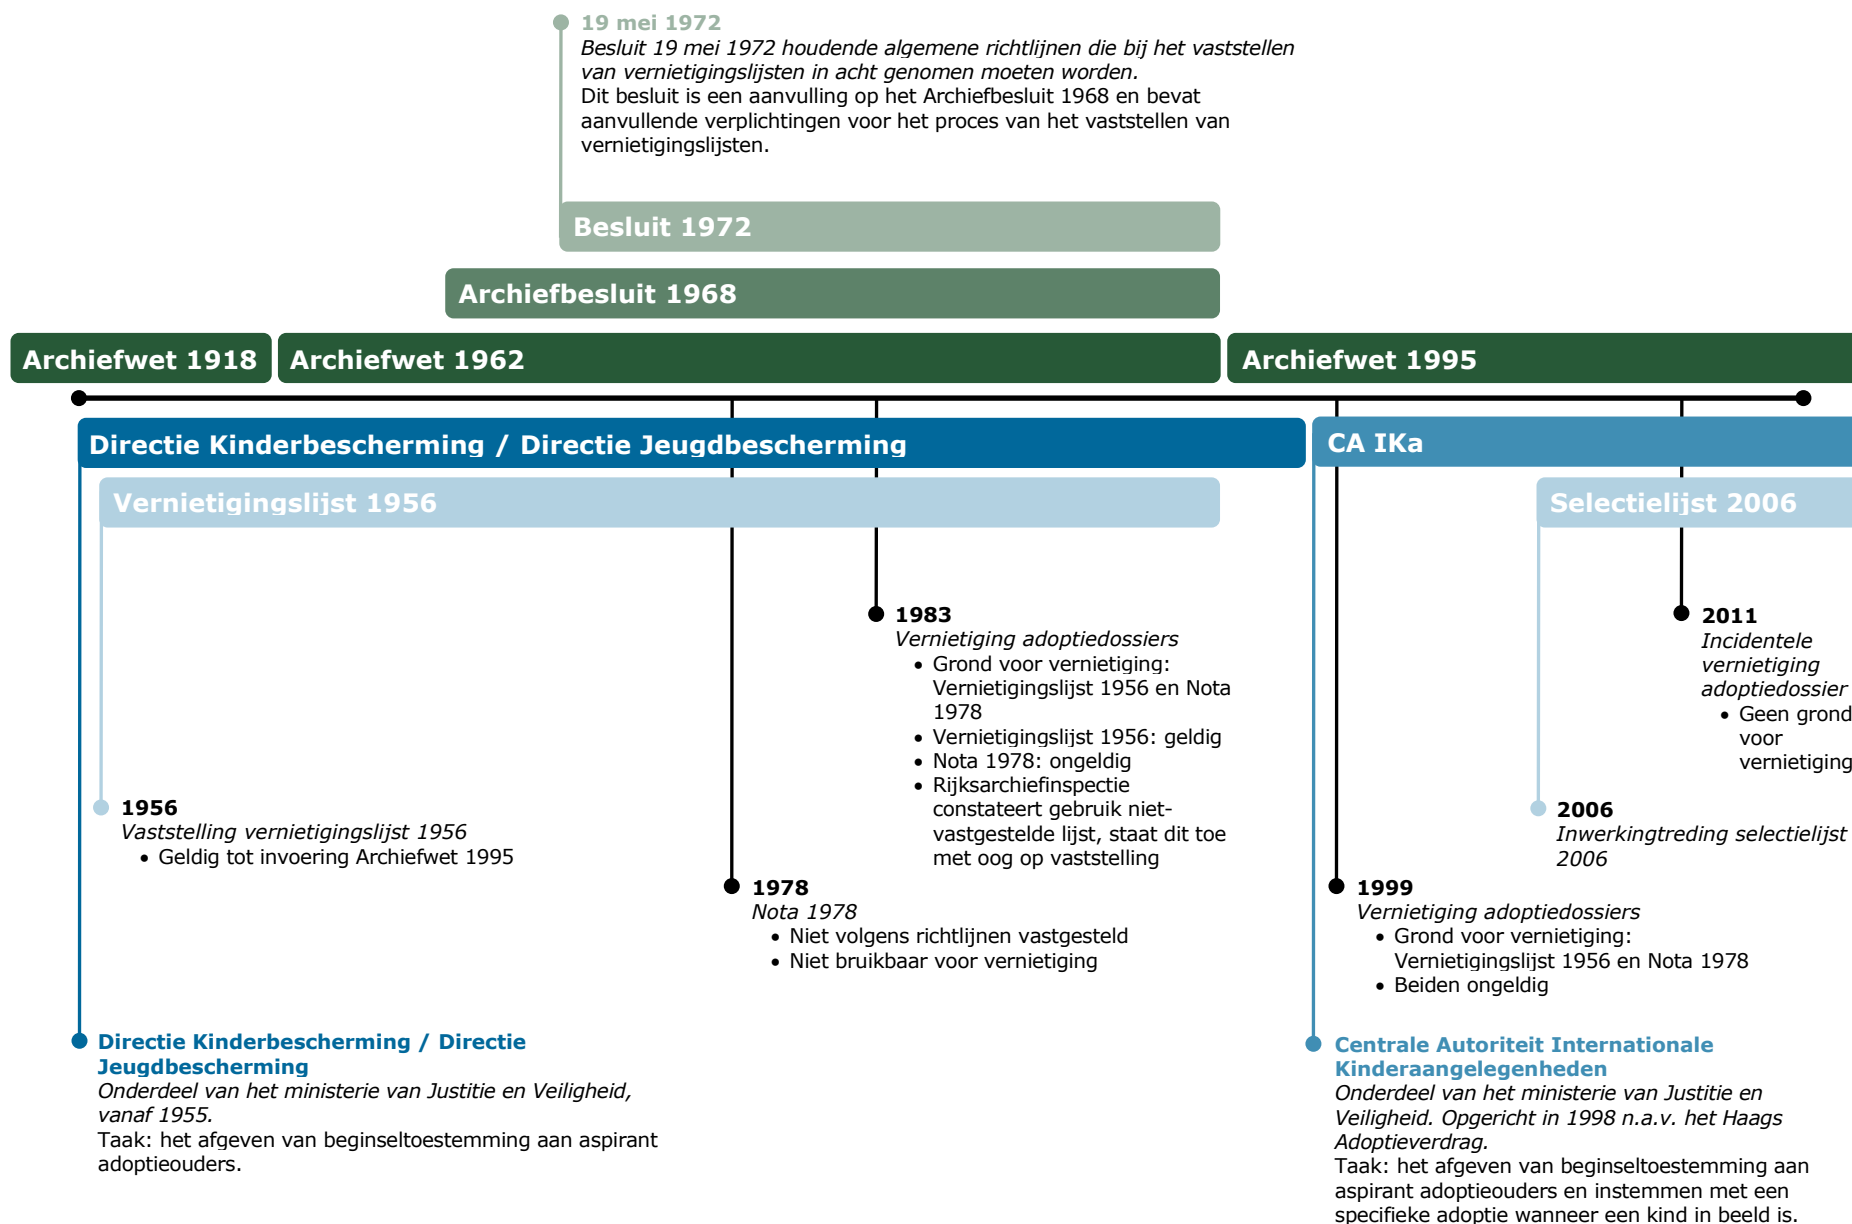 19 mei 1972
Besluit 19 mei 1972 houdende algemene richtlijnen die bij het vaststellen
van vernietigingslijsten in acht genomen moeten worden.
Dit besluit is een aanvulling op het Archiefbesluit 1968 en bevat
aanvullende verplichtingen voor het proces van het vaststellen van
vernietigingslijsten.
Besluit 1972
Archiefbesluit 1968
Archiefwet 1918
Archiefwet 1962
Archiefwet 1995
Directie Kinderbescherming / Directie Jeugdbescherming
CA IKa
Vernietigingslijst 1956
Selectielijst 2006
1983
Vernietiging adoptiedossiers
• Grond voor vernietiging:
Vernietigingslijst 1956 en Nota
1978
• Vernietigingslijst 1956: geldig
• Nota 1978: ongeldig
• Rijksarchiefinspectie
constateert gebruik niet-
vastgestelde lijst, staat dit toe
met oog op vaststelling
2011
Incidentele
vernietiging
adoptiedossier
• Geen grond
voor
vernietiging
1956
Vaststelling vernietigingslijst 1956
• Geldig tot invoering Archiefwet 1995
2006
Inwerkingtreding selectielijst
2006
1978
Nota 1978
• Niet volgens richtlijnen vastgesteld
• Niet bruikbaar voor vernietiging
1999
Vernietiging adoptiedossiers
• Grond voor vernietiging:
Vernietigingslijst 1956 en Nota 1978
• Beiden ongeldig
Directie Kinderbescherming / Directie
Jeugdbescherming
Onderdeel van het ministerie van Justitie en Veiligheid,
vanaf 1955.
Taak: het afgeven van beginseltoestemming aan aspirant
adoptieouders.
Centrale Autoriteit Internationale
Kinderaangelegenheden
Onderdeel van het ministerie van Justitie en
Veiligheid. Opgericht in 1998 n.a.v. het Haags
Adoptieverdrag.
Taak: het afgeven van beginseltoestemming aan
aspirant adoptieouders en instemmen met een
specifieke adoptie wanneer een kind in beeld is.